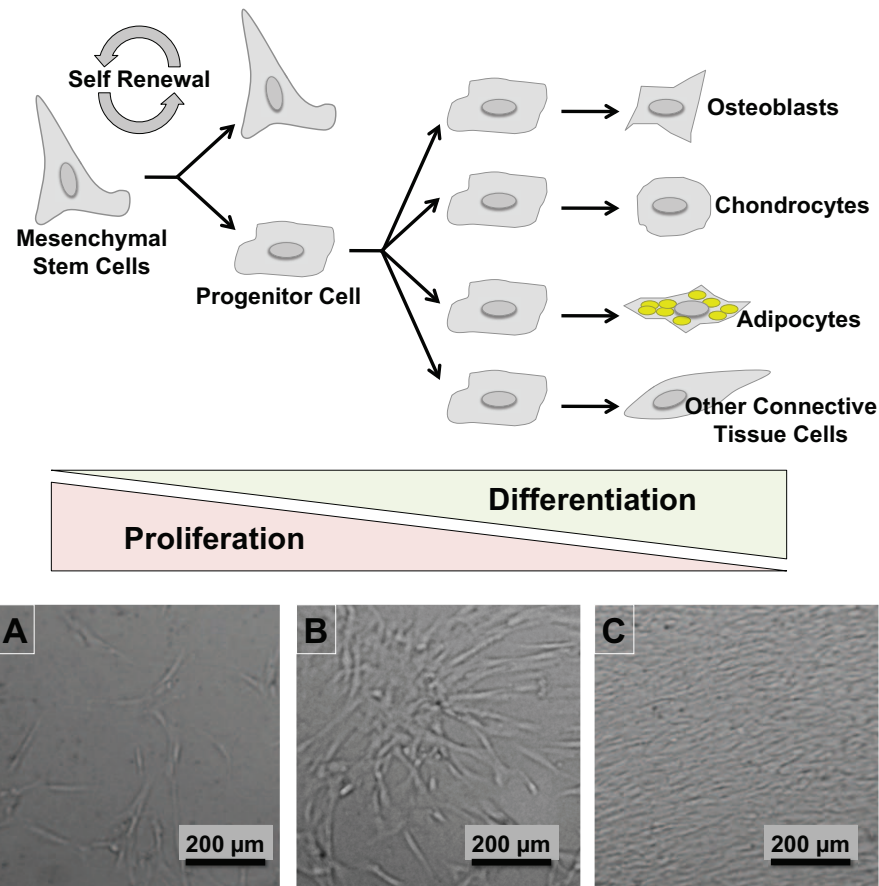 Self Renewal
Mesenchymal
Stem Cells
Progenitor Cell
Osteoblasts
Chondrocytes
Adipocytes
Other Connective
Tissue Cells
Differentiation
Proliferation
A
B
C
200 µm
200 µm
200 µm